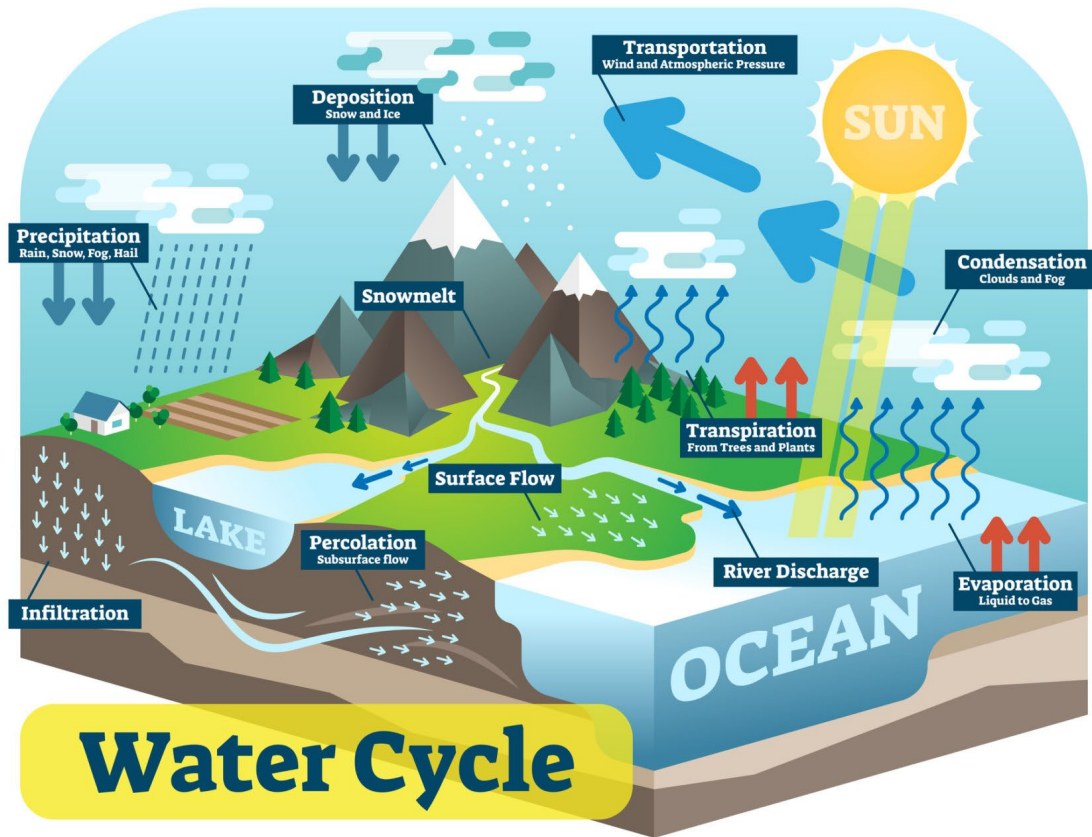 Transportation
Wind and Atmospheric Pressure
SUN
Deposition
Snow and Ice
Precipitation
Rain, Snow, Fog, Hail
Condensation
Clouds and Fog
Snowmelt
Transpiration
From Trees and Plants
Surface Flow
LAKE
Percolation
Subsurface flow
River Discharge
Evaporation
Liquid to Gas
Infiltration
OCEAN
Water Cycle